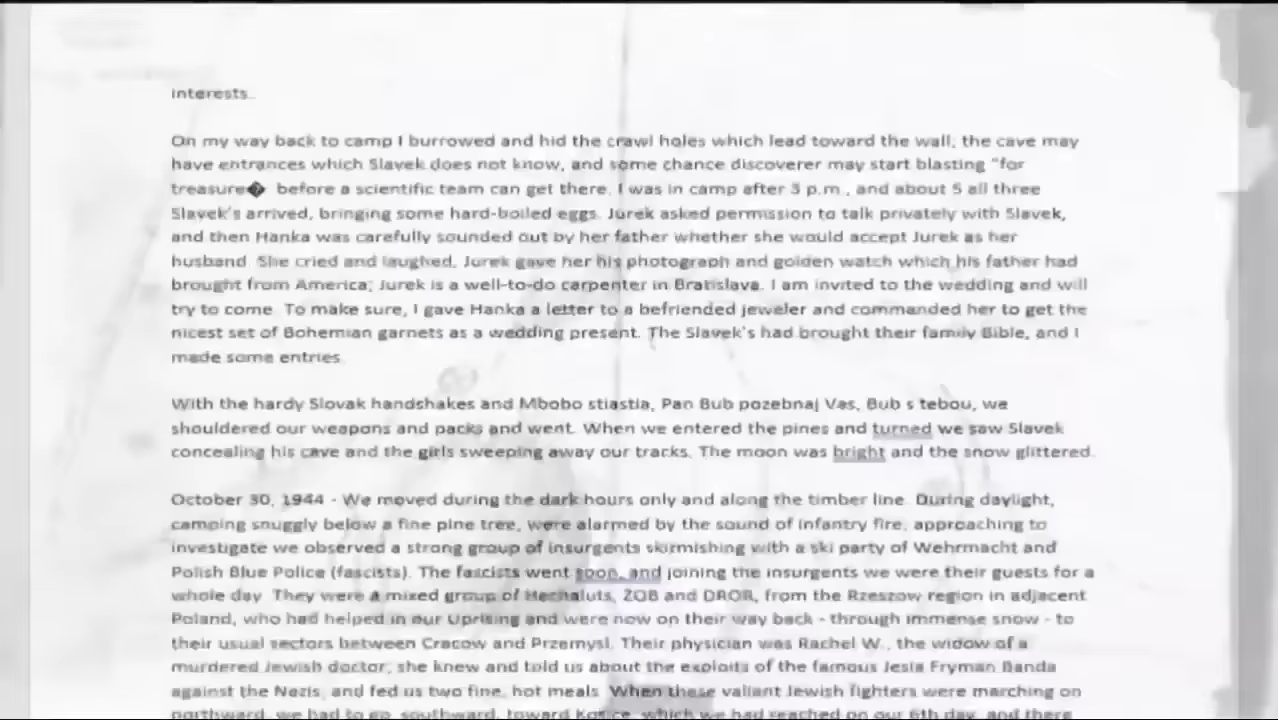 interests.
On my way back to camp I burrowed and hid the crawl holes which lead toward the wall; the cave may
have entrances which Slavek does not know, and some chance discoverer may start blasting "for
treasure� before a scientific team can get there. I was in camp after 3 p.m., and about 5 all three
Slavek's arrived, bringing some hard-boiled eggs. Jurek asked permission to talk privately with Slavek,
and then Hanka was carefully sounded out by her father whether she would accept Jurek as her
husband. She cried and laughed, Jurek gave her his photograph and golden watch which his father had
brought from America; Jurek is a well-to-do carpenter in Bratislava. I am invited to the wedding and will
try to come. To make sure, I gave Hanka a letter to a befriended jeweler and commanded her to get the
nicest set of Bohemian garnets as a wedding present. The Slavek's had brought their family Bible, and I
made some entries.
With the hardy Slovak handshakes and Mbobo stiastia, Pan Bub pozebnaj Vas, Bub s tebou, we
shouldered our weapons and packs and went. When we entered the pines and turned we saw Slavek
concealing his cave and the girls sweeping away our tracks. The moon was bright and the snow glittered.
October 30, 1944 - We moved during the dark hours only and along the timber line. During daylight,
camping snuggly below a fine pine tree, were alarmed by the sound of infantry fire, approaching to
investigate we observed a strong group of insurgents skirmishing with a ski party of Wehrmacht and
Polish Blue Police (fascists). The fascists went soon, and joining the insurgents we were their guests for a
whole day. They were a mixed group of Hechaluts, ZOB and DROR, from the Rzeszow region in adjacent
Poland, who had helped in our Uprising and were now on their way back - through immense snow - to
their usual sectors between Cracow and Przemysl. Their physician was Rachel W., the widow of a
murdered Jewish doctor; she knew and told us about the exploits of the famous Jesia Fryman Banda
against the Nazis, and fed us two fine, hot meals. When these valiant Jewish fighters were marching on
northward, we had to go southward, toward Kosice, which we had reached on our 6th day, and there